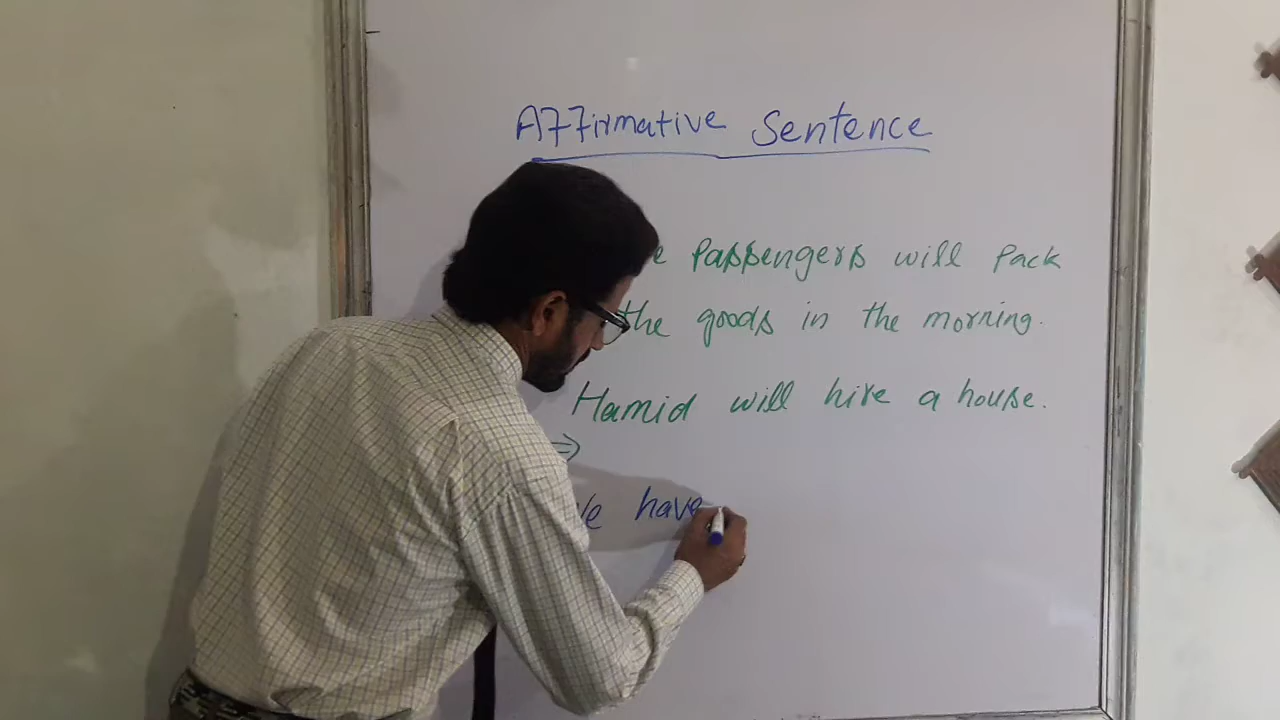 Affirmative Sentence
Passengers will Pack
the goods in the morning.
Hamid will hire a house.
⇒
have